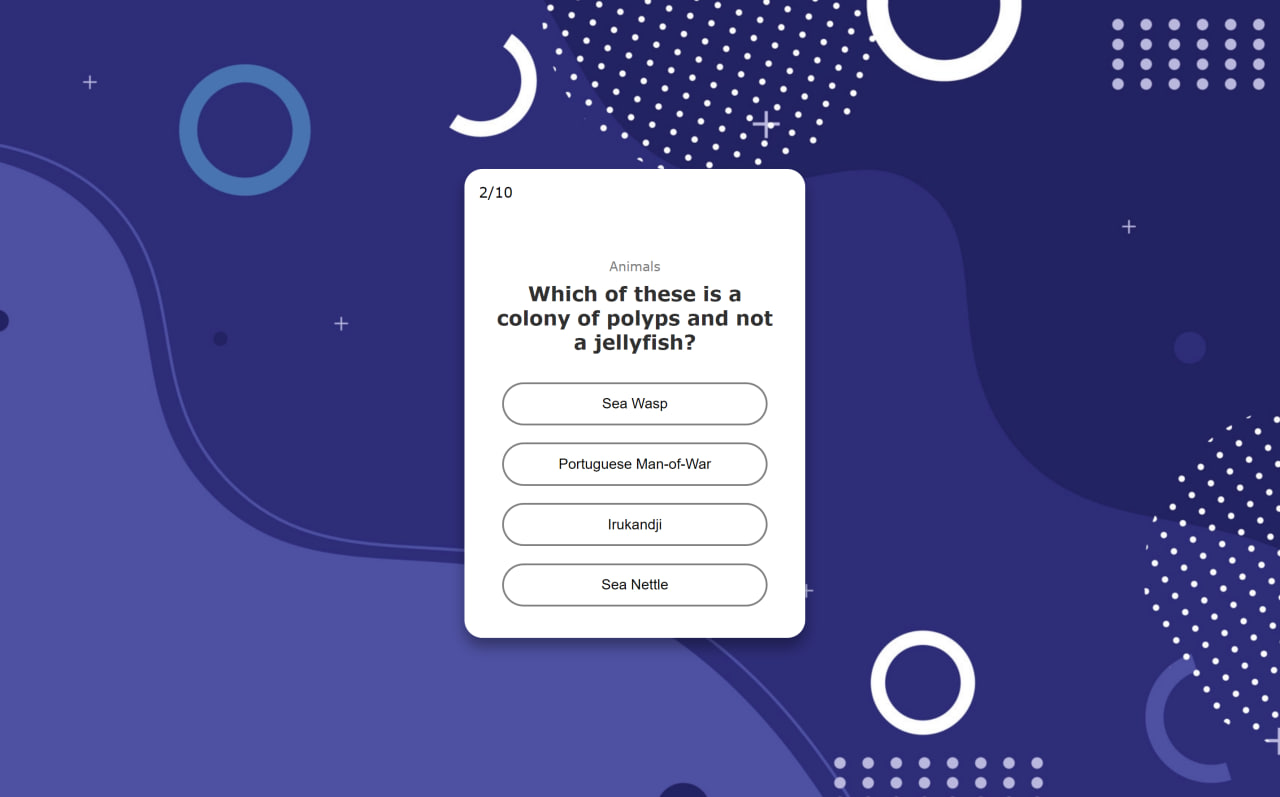 2/10
Animals
Which of these is a
colony of polyps and not
a jellyfish?
Sea Wasp
Portuguese Man-of-War
Irukandji
Sea Nettle